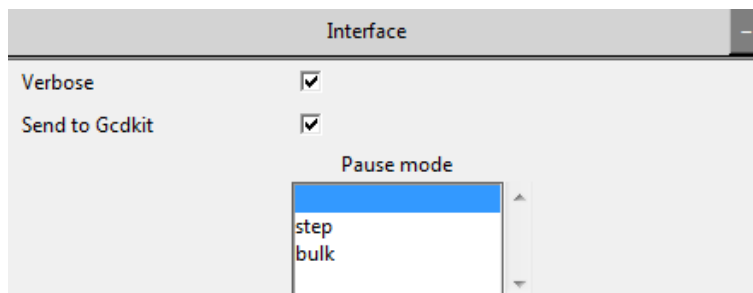 Interface
Verbose
Send to Gcdkit
Pause mode
step
bulk